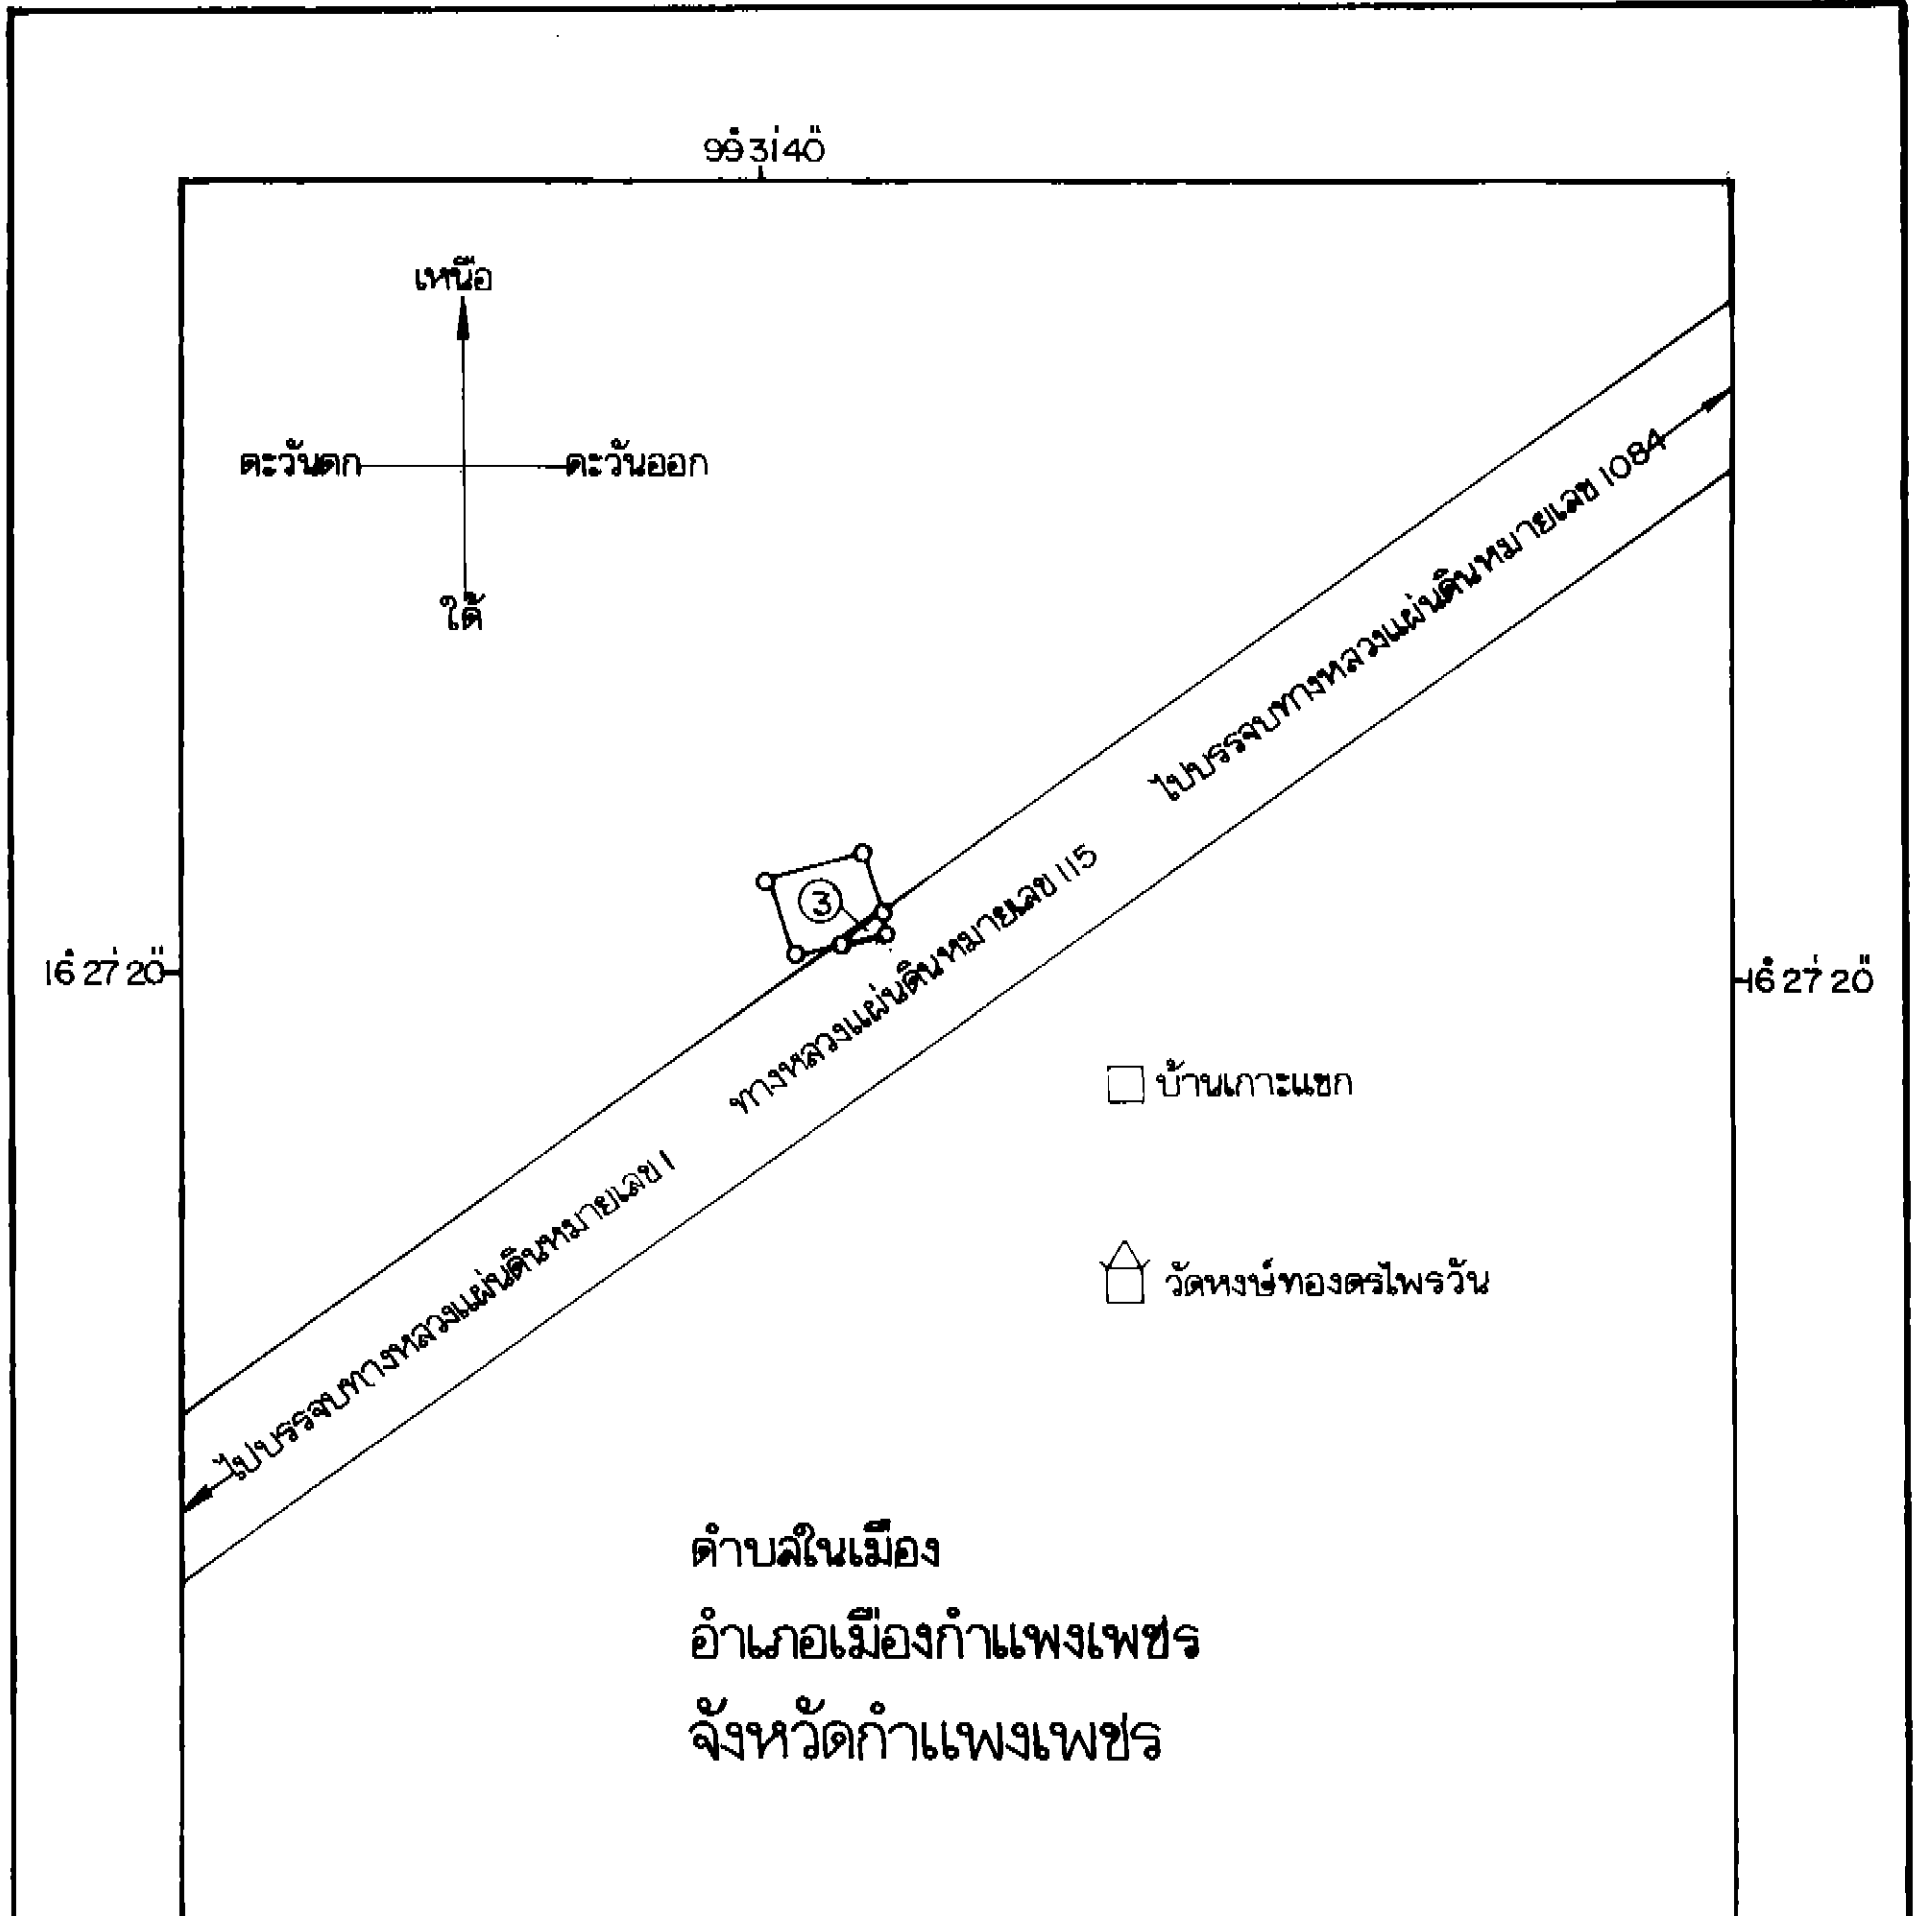 99° 31' 40"
เหนือ
ตะวันตก
ตะวันออก
ใต้
ไปบรรจบทางหลวงแผ่นดินหมายเลข 1084
ทางหลวงแผ่นดินหมายเลข 115
3
16° 27' 20"
16° 27' 20"
บ้านเกาะแขก
ไปบรรจบทางหลวงแผ่นดินหมายเลข 1
วัดหงษ์ทองตรไพรวัน
ตำบลในเมือง
อำเภอเมืองกำแพงเพชร
จังหวัดกำแพงเพชร